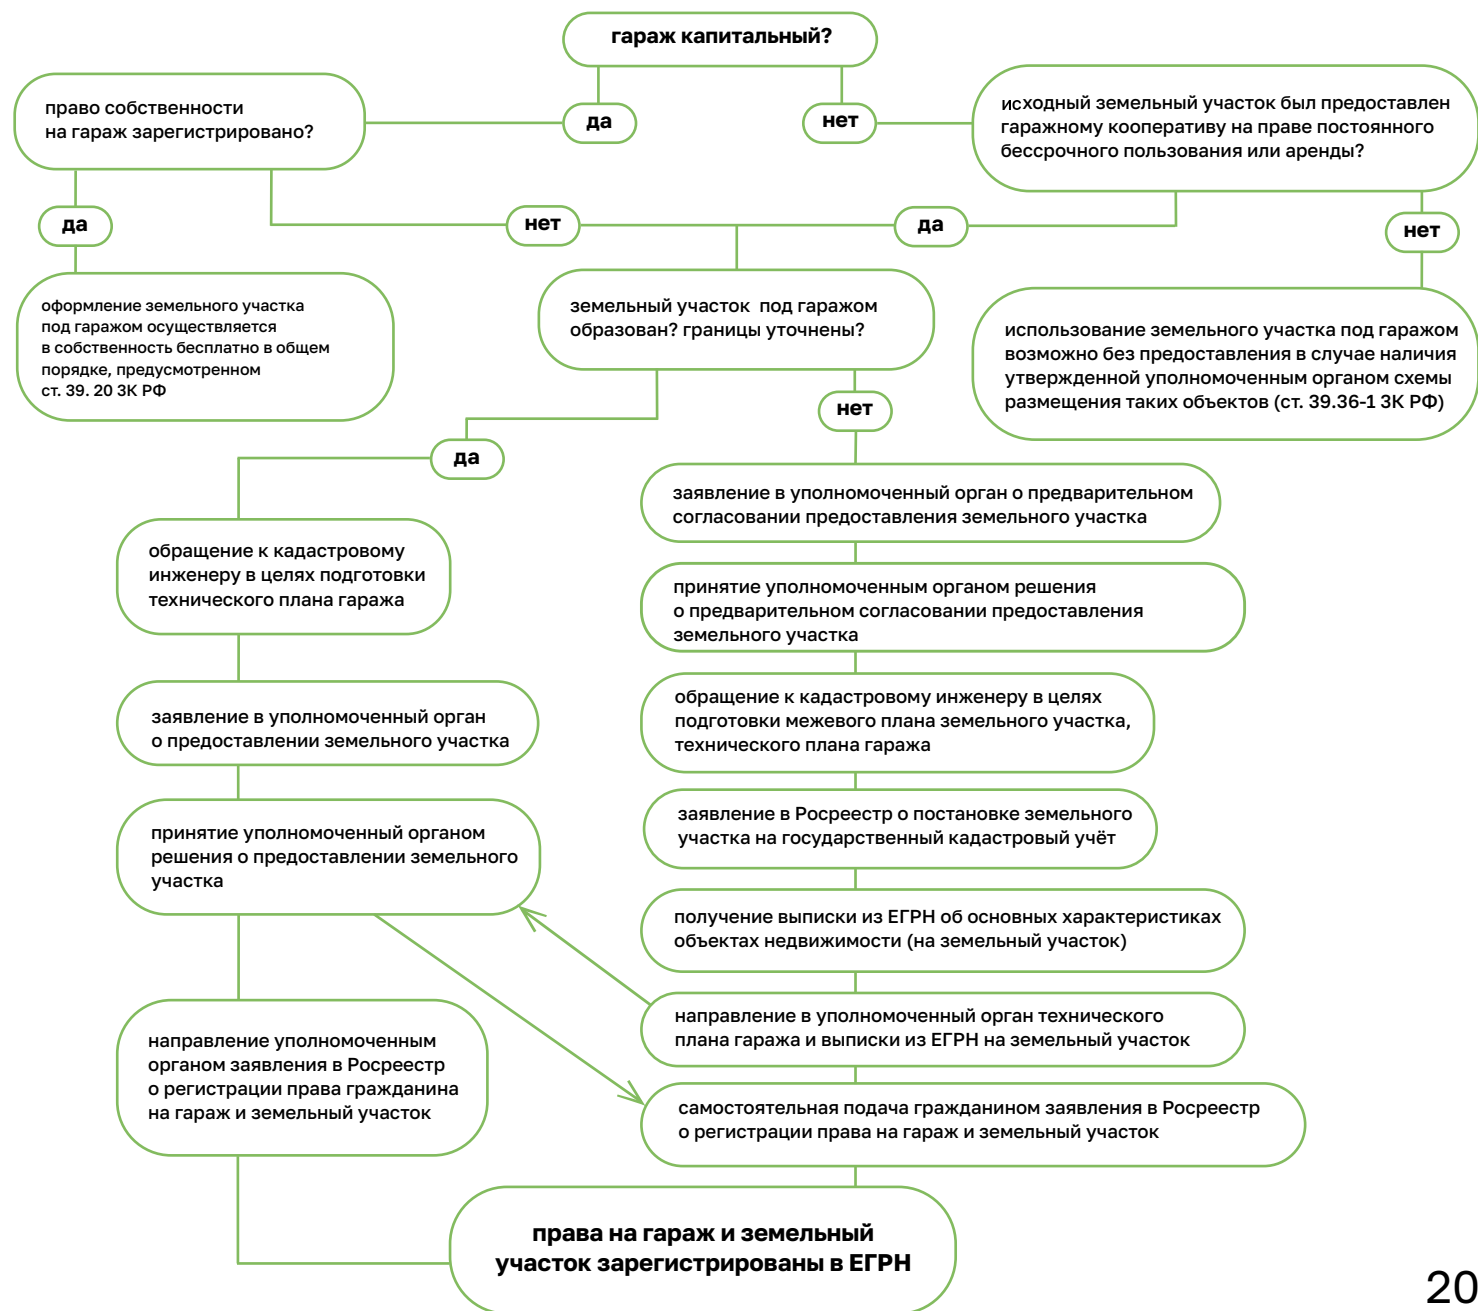 гараж капитальный?
право собственности
на гараж зарегистрировано?
да
нет
исходный земельный участок был предоставлен
гаражному кооперативу на праве постоянного
бессрочного пользования или аренды?
да
нет
да
нет
оформление земельного участка
под гаражом осуществляется
в собственность бесплатно в общем
порядке, предусмотренном
ст. 39. 20 ЗК РФ
земельный участок под гаражом
образован? границы уточнены?
использование земельного участка под гаражом
возможно без предоставления в случае наличия
утвержденной уполномоченным органом схемы
размещения таких объектов (ст. 39.36-1 ЗК РФ)
да
нет
обращение к кадастровому
инженеру в целях подготовки
технического плана гаража
заявление в уполномоченный орган
о предоставлении земельного участка
принятие уполномоченный органом
решения о предоставлении земельного
участка
направление уполномоченным
органом заявления в Росреестр
о регистрации права гражданина
на гараж и земельный участок
заявление в уполномоченный орган о предварительном
согласовании предоставления земельного участка
принятие уполномоченным органом решения
о предварительном согласовании предоставления
земельного участка
обращение к кадастровому инженеру в целях
подготовки межевого плана земельного участка,
технического плана гаража
заявление в Росреестр о постановке земельного
участка на государственный кадастровый учёт
получение выписки из ЕГРН об основных характеристиках
объектах недвижимости (на земельный участок)
направление в уполномоченный орган технического
плана гаража и выписки из ЕГРН на земельный участок
самостоятельная подача гражданином заявления в Росреестр
о регистрации права на гараж и земельный участок
права на гараж и земельный
участок зарегистрированы в ЕГРН
20